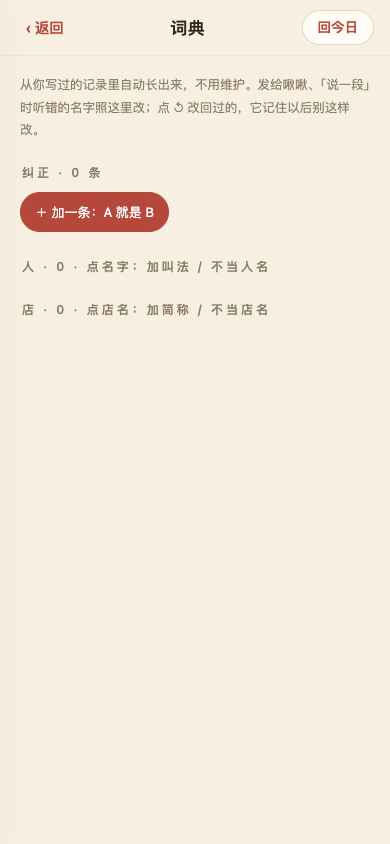 ‹ 返回
词典
回今日
从你写过的记录里自动长出来，不用维护。发给啾啾、「说一段」
时听错的名字照这里改；点 ↺ 改回过的，它记住以后别这样
改。
纠正 · 0 条
＋ 加一条：A 就是 B
人 · 0 · 点名字：加叫法 / 不当人名
店 · 0 · 点店名：加简称 / 不当店名